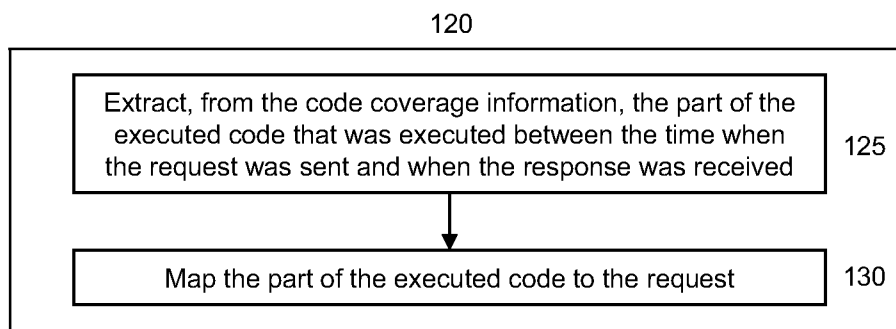 120
Extract, from the code coverage information, the part of the
executed code that was executed between the time when
the request was sent and when the response was received
125
Map the part of the executed code to the request
130